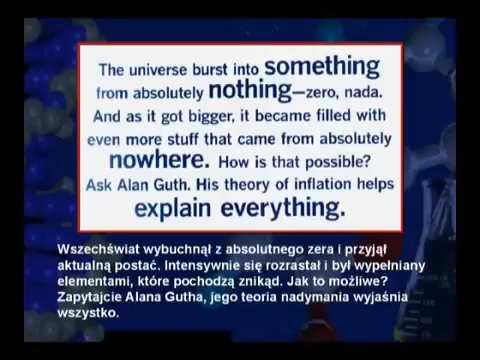 The universe burst into something
from absolutely nothing—zero, nada.
And as it got bigger, it became filled with
even more stuff that came from absolutely
nowhere. How is that possible?
Ask Alan Guth. His theory of inflation helps
explain everything.
Wszechświat wybuchnął z absolutnego zera i przyjął
aktualną postać. Intensywnie się rozrastał i był wypełniany
elementami, które pochodzą znikąd. Jak to możliwe?
Zapytajcie Alana Gutha, jego teoria nadymania wyjaśnia
wszystko.